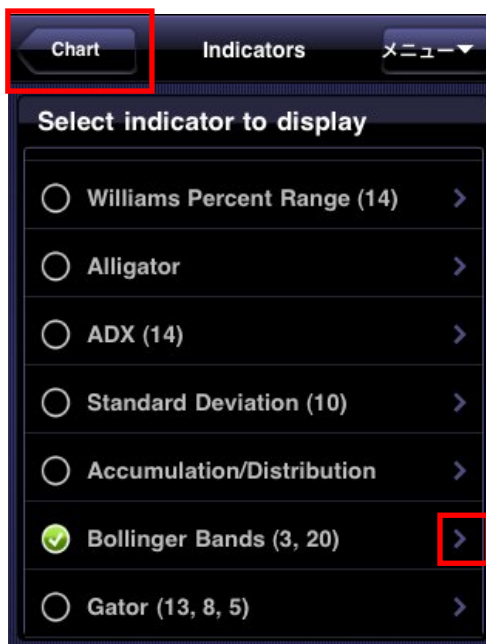 Chart Indicators メニュー▼
Select indicator to display
Williams Percent Range (14)
Alligator
ADX (14)
Standard Deviation (10)
Accumulation/Distribution
Bollinger Bands (3, 20)
Gator (13, 8, 5)